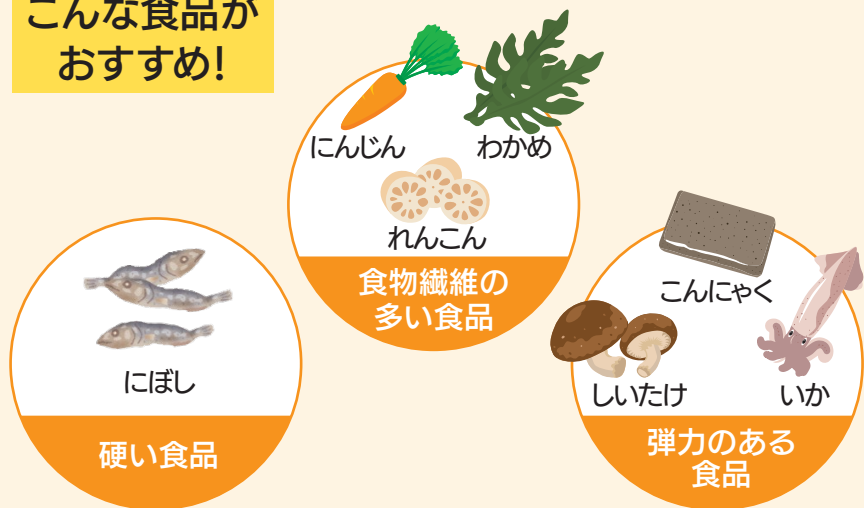 こんな食品が
おすすめ!
にんじん
わかめ
れんこん
食物繊維の
多い食品
にぼし
硬い食品
こんにゃく
しいたけ
いか
弾力のある
食品